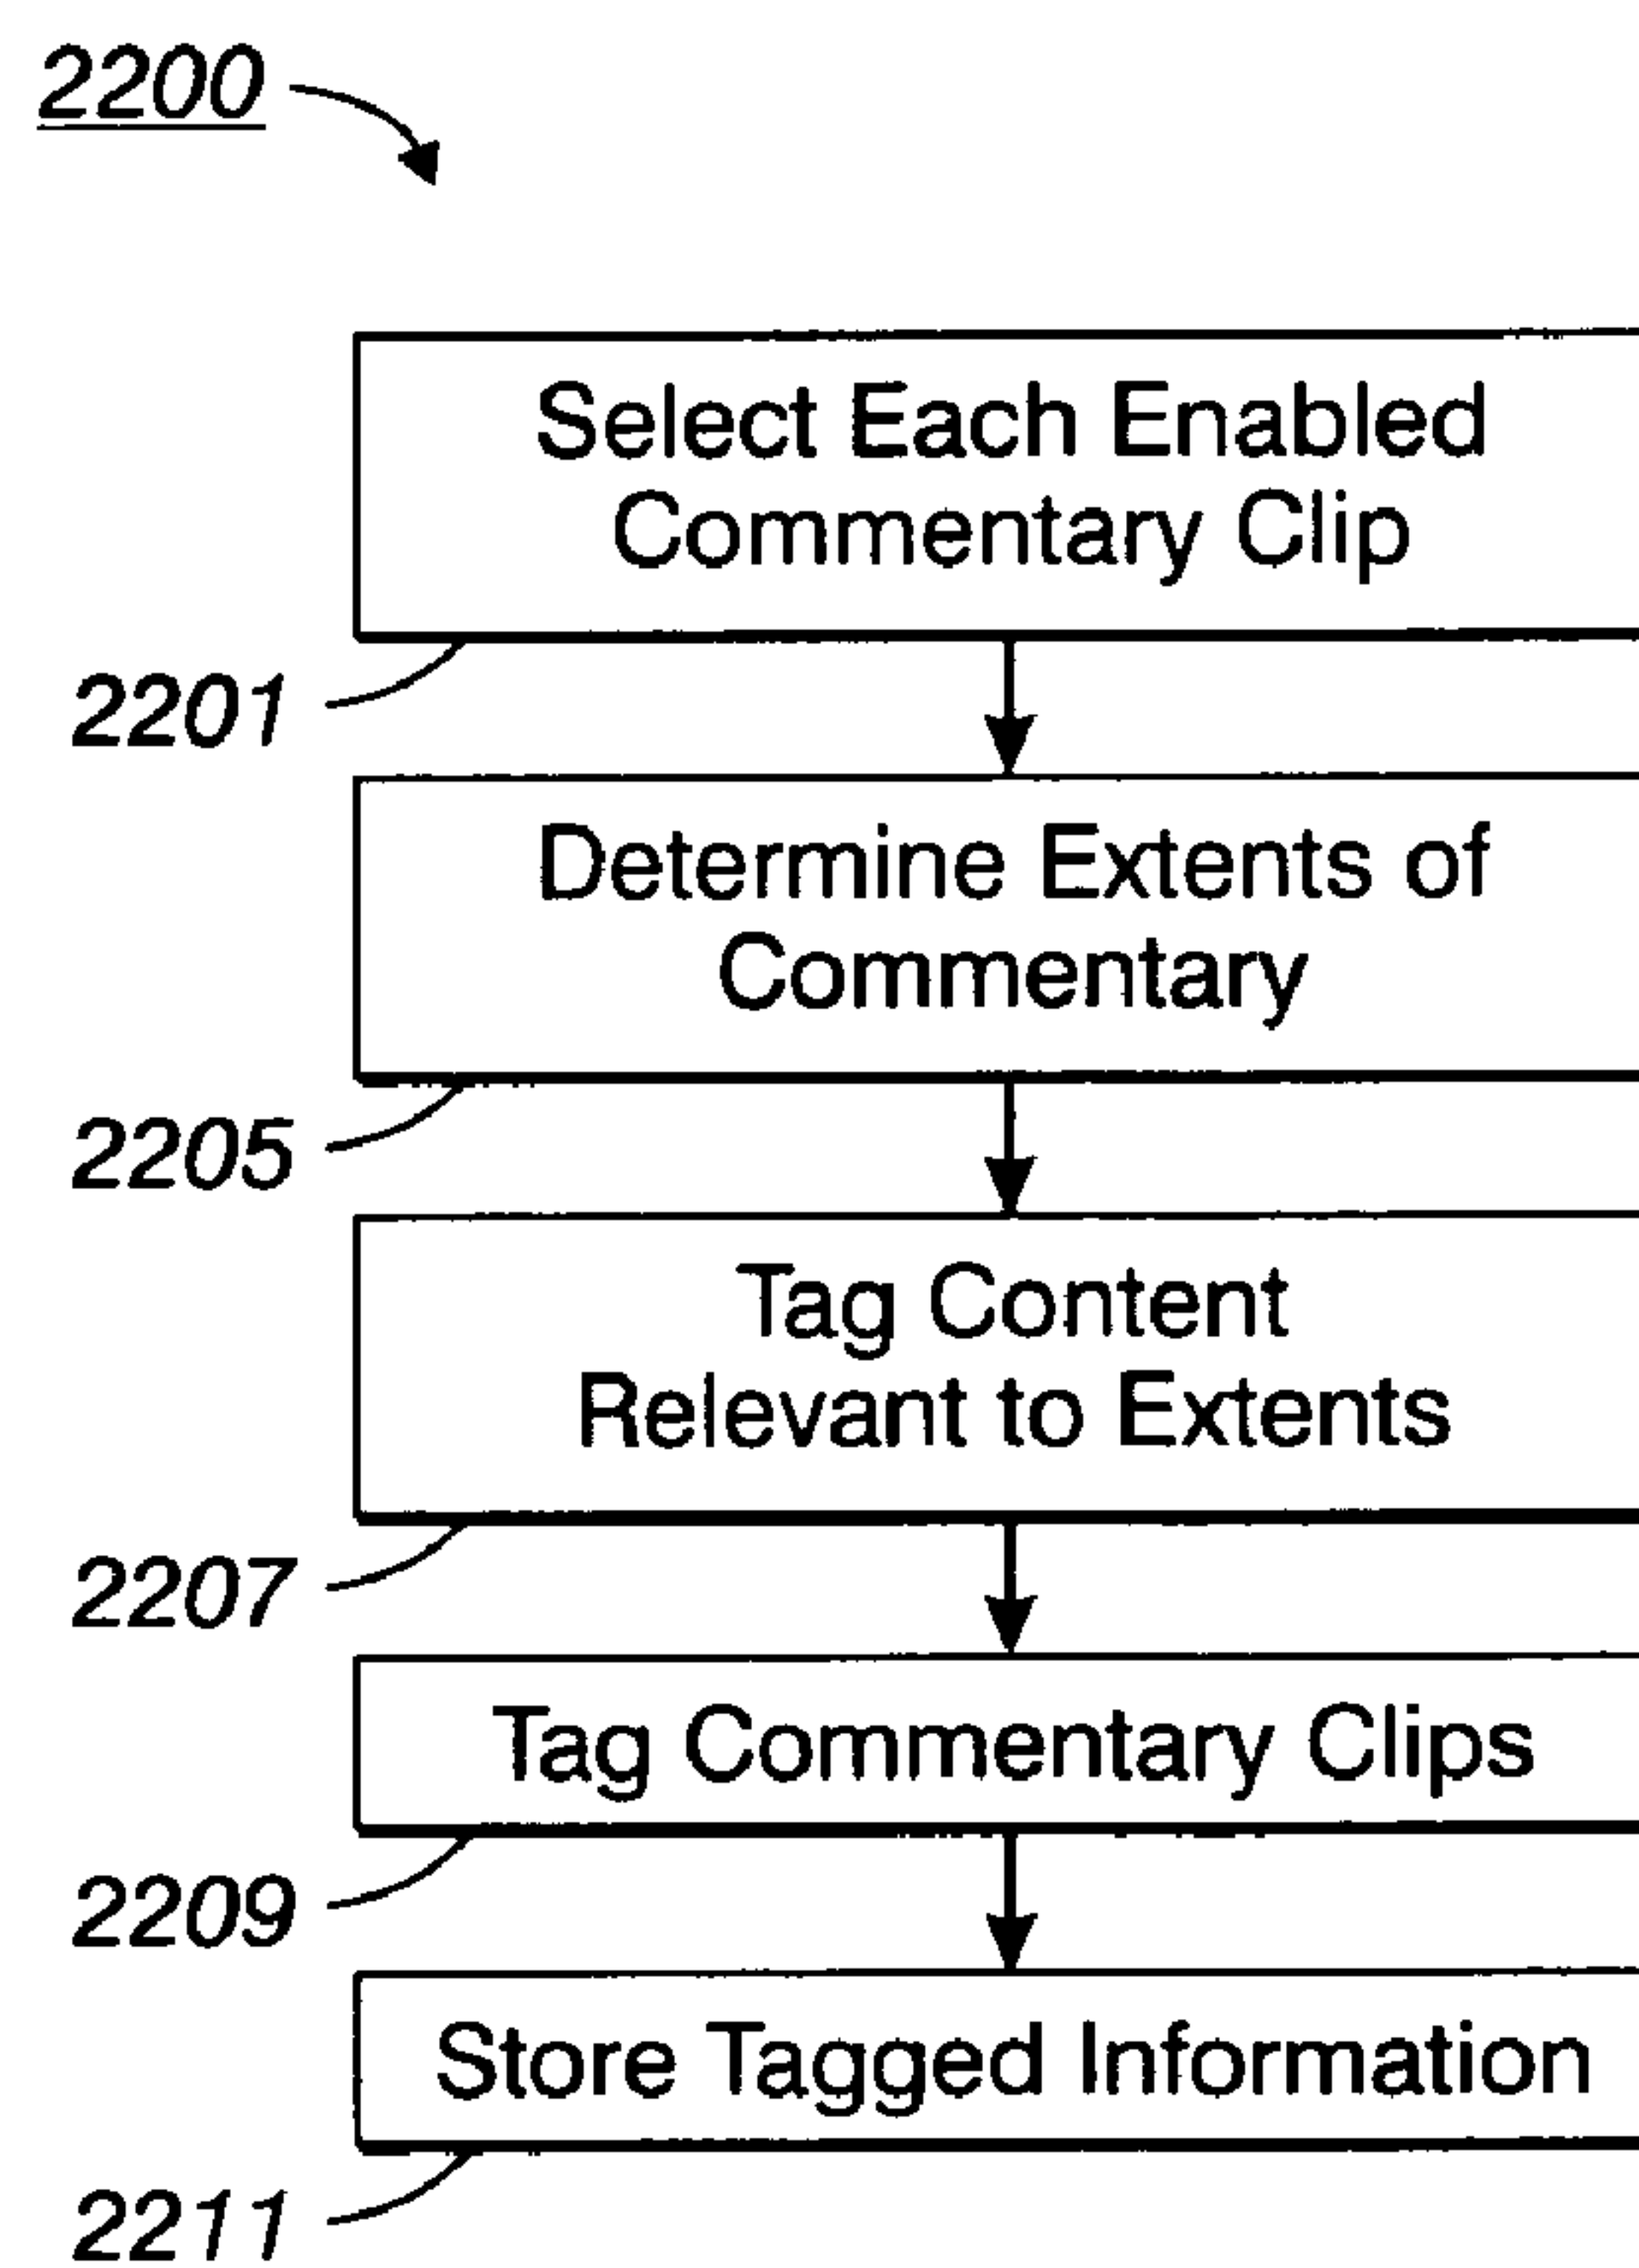 2200
Select Each Enabled
Commentary Clip
2201
Determine Extents of
Commentary
2205
Tag Content
Relevant to Extents
2207
Tag Commentary Clips
2209
Store Tagged Information
2211